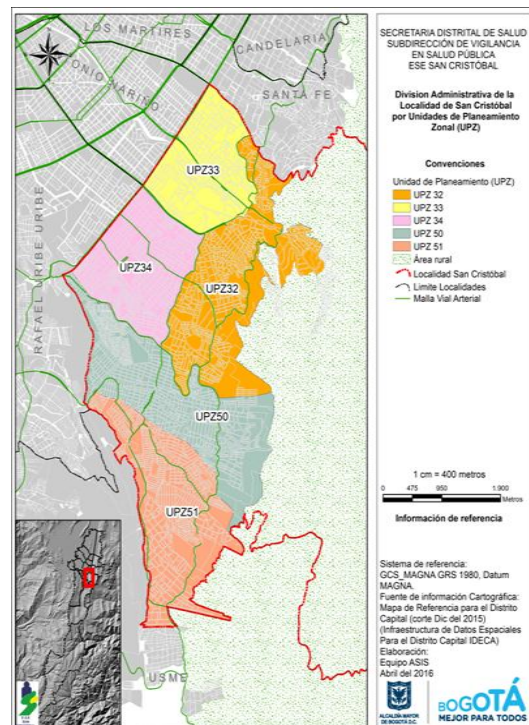 LOS MARTIRES
CANDELARIA
ONIO NARIÑO
SANTA FE
RAFAEL URIBE URIBE
UPZ33
UPZ34
UPZ32
UPZ50
UPZ51
USME
SECRETARIA DISTRITAL DE SALUD
SUBDIRECCIÓN DE VIGILANCIA
EN SALUD PÚBLICA
ESE SAN CRISTÓBAL
Division Administrativa de la
Localidad de San Cristóbal
por Unidades de Planeamiento
Zonal (UPZ)
Convenciones
Unidad de Planeamiento (UPZ)
UPZ 32
UPZ 33
UPZ 34
UPZ 50
UPZ 51
Área rural
Localidad San Cristóbal
Limite Localidades
Malla Vial Arterial
1 cm = 400 metros
0 475 950 1.900
Metros
Información de referencia
Sistema de referencia:
GCS_MAGNA GRS 1980, Datum
MAGNA.
Fuente de información Cartográfica:
Mapa de Referencia para el Distrito
Capital (corte Dic del 2015)
(Infraestructura de Datos Espaciales
Para el Distrito Capital IDECA)
Elaboración:
Equipo ASIS
Abril del 2016
ALCALDÍA MAYOR
DE BOGOTÁ D.C.
BOGOTÁ
MEJOR PARA TODOS